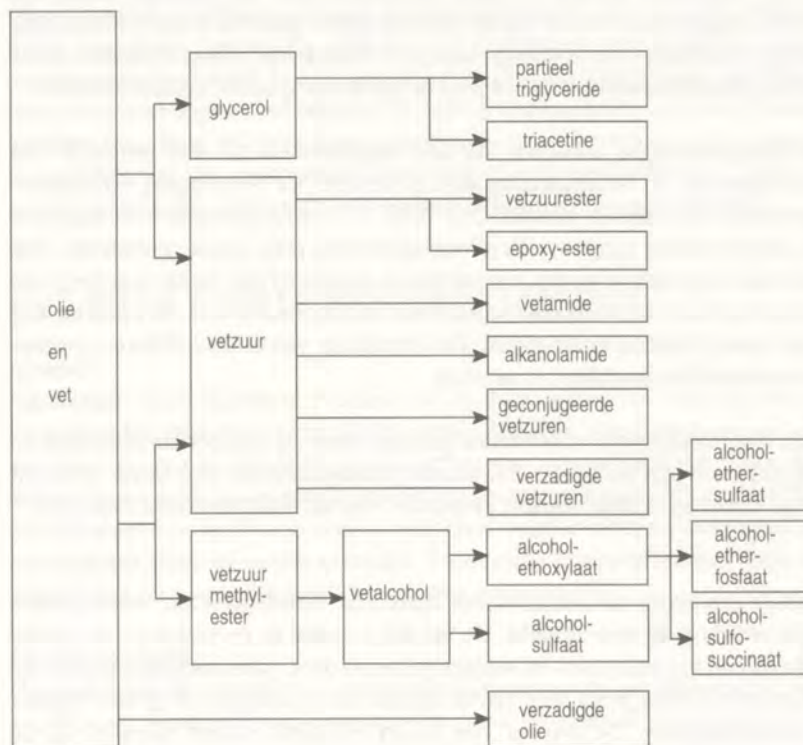 olie
en
vet
glycerol
partieel
triglyceride
triacetine
vetzuur
vetzuurester
epoxy-ester
vetamide
alkanolamide
geconjugeerde
vetzuren
verzadigde
vetzuren
vetzuur
methyl-
ester
vetalcohol
alcohol-
ethoxylaat
alcohol-
sulfaat
alcohol-
ether-
sulfaat
alcohol-
ether-
fosfaat
alcohol-
sulfo-
succinaat
verzadigde
olie